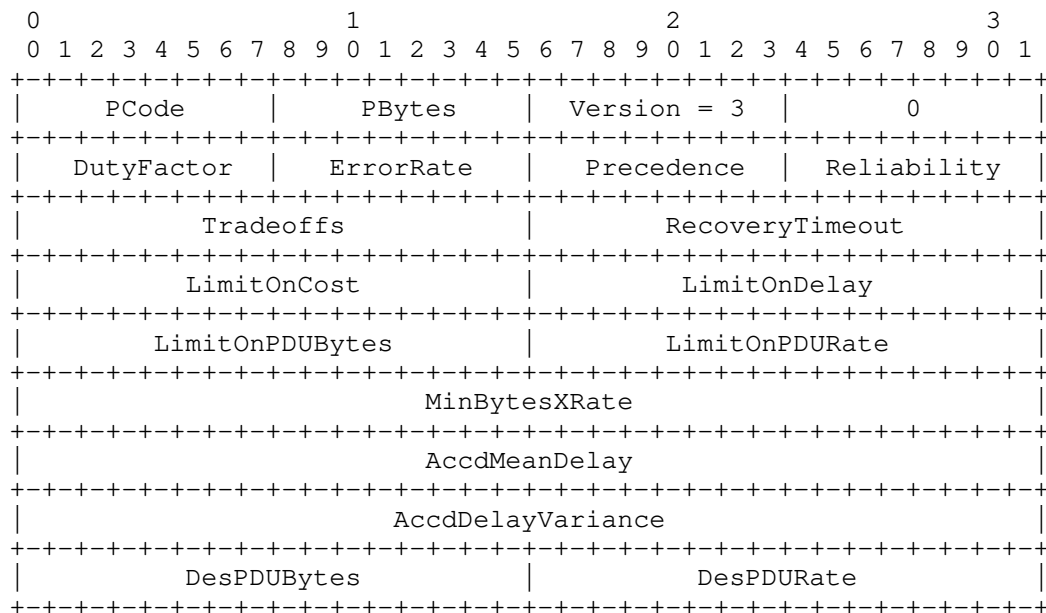 0                   1                   2                   3
 0 1 2 3 4 5 6 7 8 9 0 1 2 3 4 5 6 7 8 9 0 1 2 3 4 5 6 7 8 9 0 1
+-+-+-+-+-+-+-+-+-+-+-+-+-+-+-+-+-+-+-+-+-+-+-+-+-+-+-+-+-+-+-+-+
|     PCode     |     PBytes    |  Version = 3  |       0       |
+-+-+-+-+-+-+-+-+-+-+-+-+-+-+-+-+-+-+-+-+-+-+-+-+-+-+-+-+-+-+-+-+
|   DutyFactor  |   ErrorRate   |   Precedence  |  Reliability  |
+-+-+-+-+-+-+-+-+-+-+-+-+-+-+-+-+-+-+-+-+-+-+-+-+-+-+-+-+-+-+-+-+
|           Tradeoffs           |        RecoveryTimeout        |
+-+-+-+-+-+-+-+-+-+-+-+-+-+-+-+-+-+-+-+-+-+-+-+-+-+-+-+-+-+-+-+-+
|          LimitOnCost          |         LimitOnDelay          |
+-+-+-+-+-+-+-+-+-+-+-+-+-+-+-+-+-+-+-+-+-+-+-+-+-+-+-+-+-+-+-+-+
|        LimitOnPDUBytes        |        LimitOnPDURate         |
+-+-+-+-+-+-+-+-+-+-+-+-+-+-+-+-+-+-+-+-+-+-+-+-+-+-+-+-+-+-+-+-+
|                         MinBytesXRate                         |
+-+-+-+-+-+-+-+-+-+-+-+-+-+-+-+-+-+-+-+-+-+-+-+-+-+-+-+-+-+-+-+-+
|                         AccdMeanDelay                         |
+-+-+-+-+-+-+-+-+-+-+-+-+-+-+-+-+-+-+-+-+-+-+-+-+-+-+-+-+-+-+-+-+
|                       AccdDelayVariance                       |
+-+-+-+-+-+-+-+-+-+-+-+-+-+-+-+-+-+-+-+-+-+-+-+-+-+-+-+-+-+-+-+-+
|          DesPDUBytes          |          DesPDURate           |
+-+-+-+-+-+-+-+-+-+-+-+-+-+-+-+-+-+-+-+-+-+-+-+-+-+-+-+-+-+-+-+-+